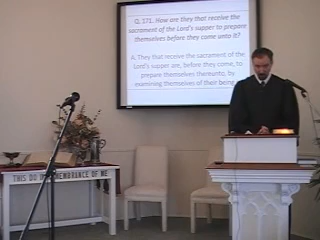 Q. 171. How are they that receive the
sacrament of the Lord's supper to prepare
themselves before they come unto it?
A. They that receive the sacrament of the
Lord's supper are, before they come, to
prepare themselves thereunto, by
examining themselves of their being
THIS DO IN REMEMBRANCE OF ME